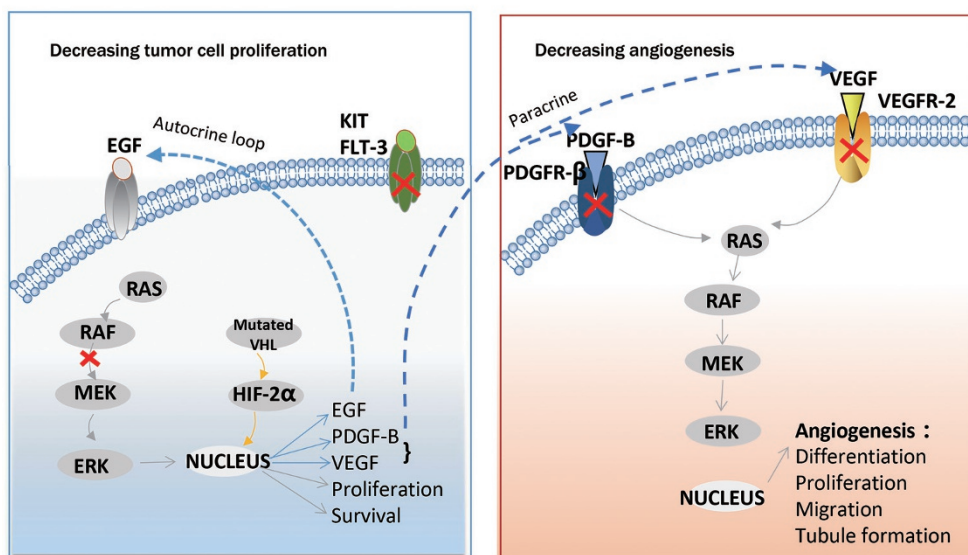 Decreasing tumor cell proliferation
EGF
Autocrine loop
KIT
FLT-3
RAS
RAF
MEK
ERK
Mutated
VHL
HIF-2α
NUCLEUS
EGF
PDGF-B
VEGF
}
Proliferation
Survival
Decreasing angiogenesis
Paracrine
PDGF-B
PDGFR-β
VEGF
VEGFR-2
RAS
RAF
MEK
ERK
NUCLEUS
Angiogenesis :
Differentiation
Proliferation
Migration
Tubule formation